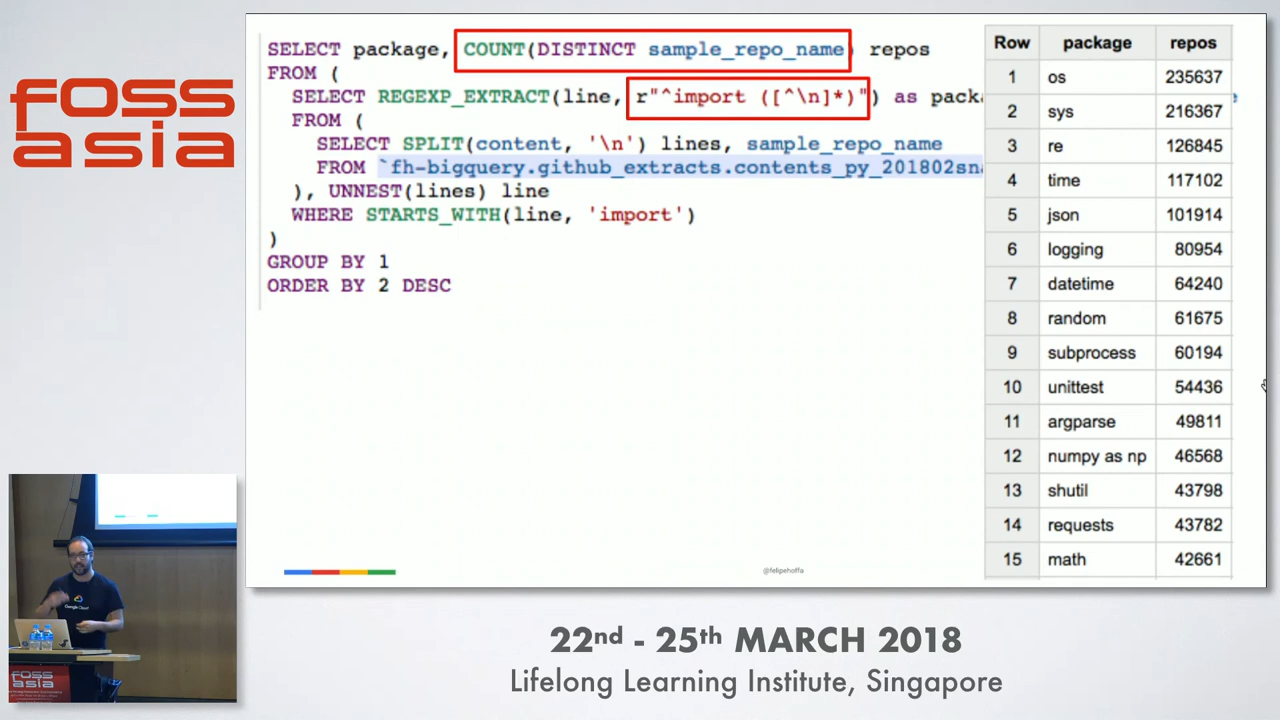 foss
asia
SELECT package, COUNT(DISTINCT sample_repo_name) repos
FROM (
SELECT REGEXP_EXTRACT(line, r"^import ([^\n]*)") as packa
FROM (
SELECT SPLIT(content, '\n') lines, sample_repo_name
FROM `fh-bigquery.github_extracts.contents_py_201802sna
), UNNEST(lines) line
WHERE STARTS_WITH(line, 'import')
)
GROUP BY 1
ORDER BY 2 DESC
Row package repos
1 os 235637
2 sys 216367
3 re 126845
4 time 117102
5 json 101914
6 logging 80954
7 datetime 64240
8 random 61675
9 subprocess 60194
10 unittest 54436
11 argparse 49811
12 numpy as np 46568
13 shutil 43798
14 requests 43782
15 math 42661
@felipehoffa
Google Cloud
foss
asia
22nd - 25th MARCH 2018
Lifelong Learning Institute, Singapore